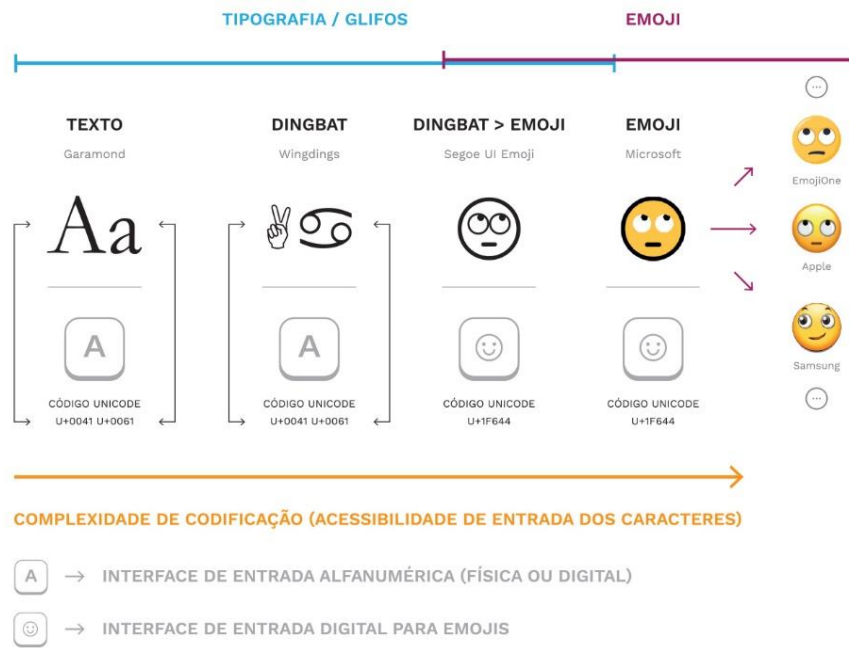 TIPOGRAFIA / GLIFOS
EMOJI
TEXTO
DINGBAT
DINGBAT > EMOJI
EMOJI
Garamond
Wingdings
Segoe UI Emoji
Microsoft
EmojiOne
Aa
Apple
A
A
Samsung
CÓDIGO UNICODE
U+0041 U+0061
CÓDIGO UNICODE
U+0041 U+0061
CÓDIGO UNICODE
U+1F644
CÓDIGO UNICODE
U+1F644
COMPLEXIDADE DE CODIFICAÇÃO (ACESSIBILIDADE DE ENTRADA DOS CARACTERES)
A → INTERFACE DE ENTRADA ALFANUMÉRICA (FÍSICA OU DIGITAL)
→ INTERFACE DE ENTRADA DIGITAL PARA EMOJIS